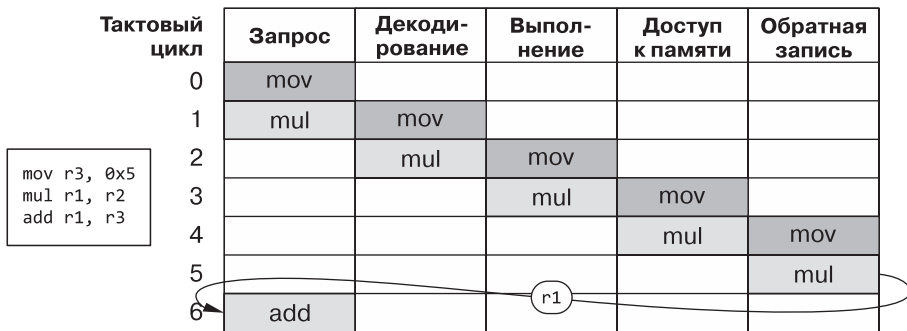 Тактовый цикл
Запрос
Декоди-
рование
Выпол-
нение
Доступ
к памяти
Обратная
запись
0 mov
1 mul mov
2 mul mov
mov r3, 0x5
mul r1, r2
add r1, r3
3 mul mov
4 mul mov
5 mul
r1
6 add